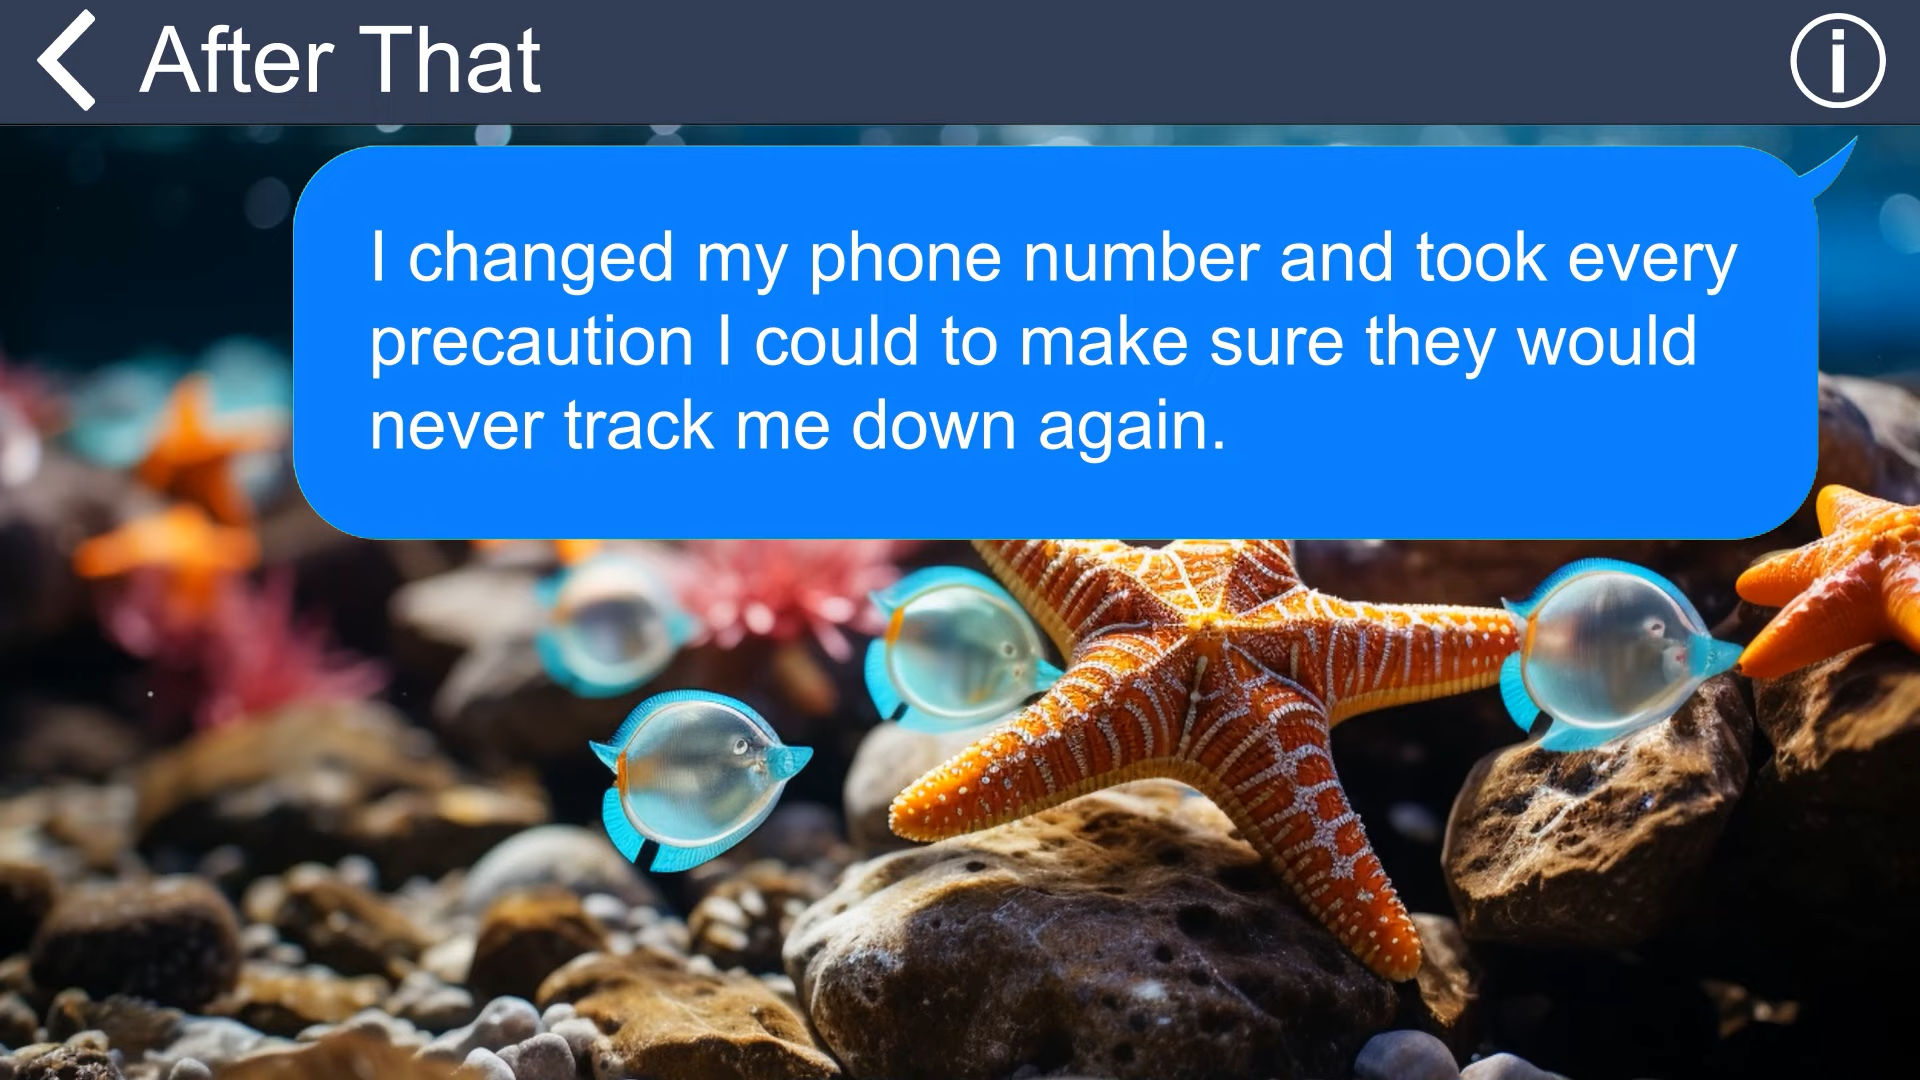 After That
I changed my phone number and took every
precaution I could to make sure they would
never track me down again.